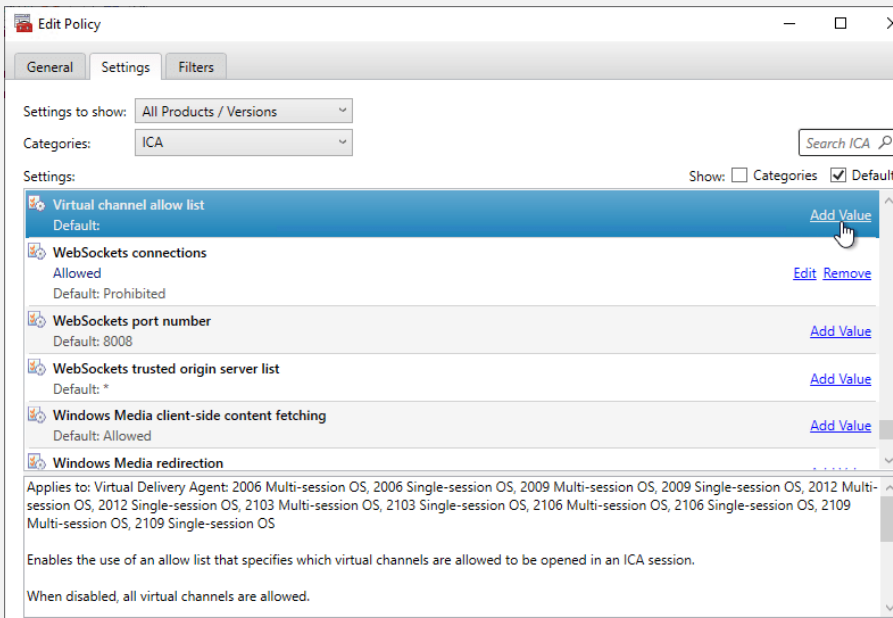 Edit Policy
General Settings Filters
Settings to show: All Products / Versions
Categories: ICA Search ICA
Settings: Show: Categories Default
Virtual channel allow list
Default: Add Value
WebSockets connections
Allowed Edit Remove
Default: Prohibited
WebSockets port number
Default: 8008 Add Value
WebSockets trusted origin server list
Default: * Add Value
Windows Media client-side content fetching
Default: Allowed Add Value
Windows Media redirection
Applies to: Virtual Delivery Agent: 2006 Multi-session OS, 2006 Single-session OS, 2009 Multi-session OS, 2009 Single-session OS, 2012 Multi-
session OS, 2012 Single-session OS, 2103 Multi-session OS, 2103 Single-session OS, 2106 Multi-session OS, 2106 Single-session OS, 2109
Multi-session OS, 2109 Single-session OS
Enables the use of an allow list that specifies which virtual channels are allowed to be opened in an ICA session.
When disabled, all virtual channels are allowed.